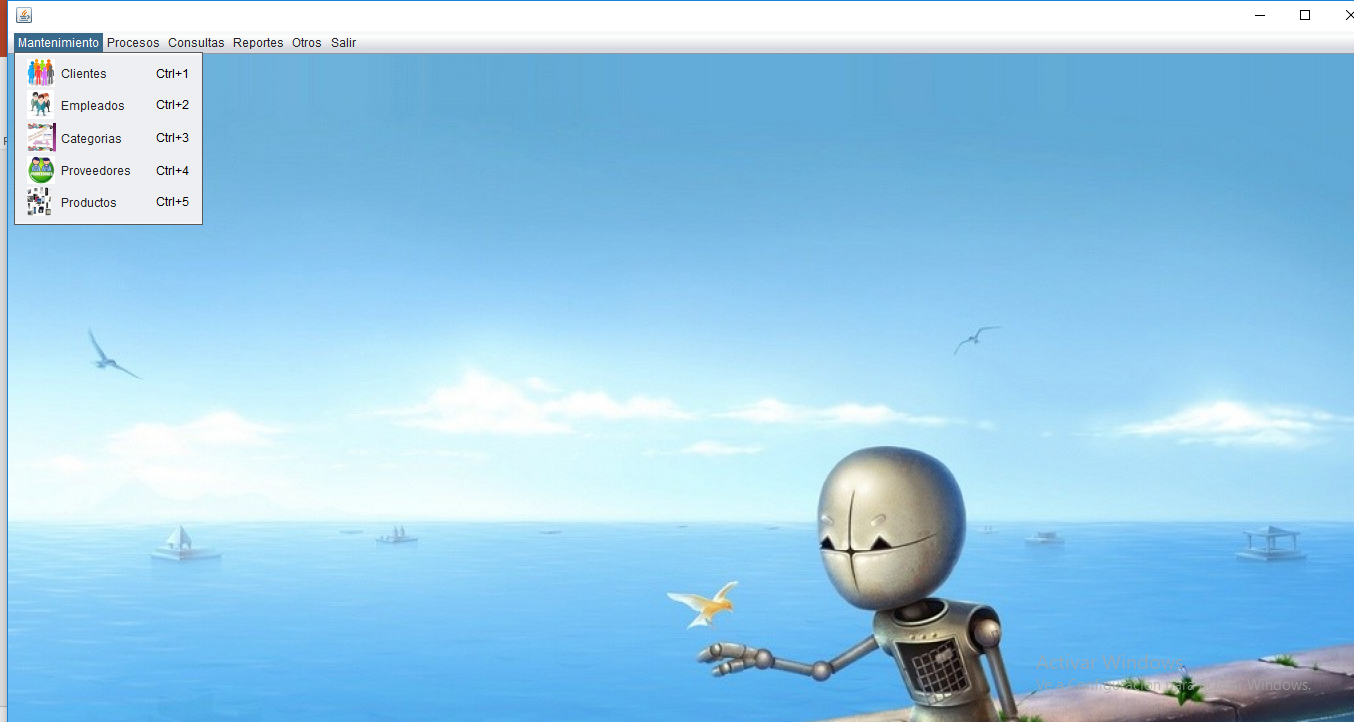 Mantenimiento Procesos Consultas Reportes Otros Salir
Clientes Ctrl+1
Empleados Ctrl+2
Categorias Ctrl+3
Proveedores Ctrl+4
Productos Ctrl+5
Activar Windows
Windows.